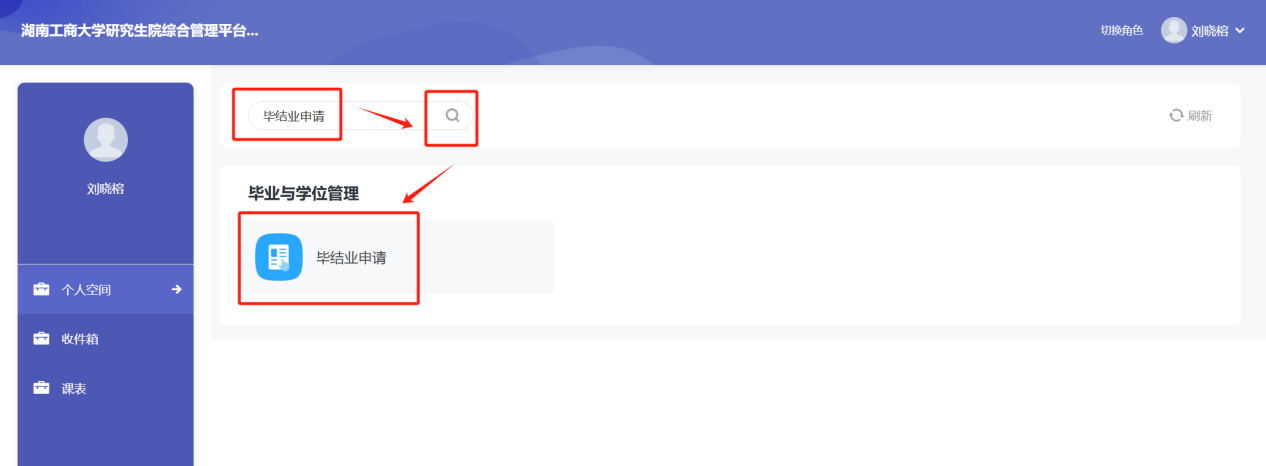 湖南工商大学研究生院综合管理平台...
切换角色
刘晓榕
毕结业申请
刷新
刘晓榕
毕业与学位管理
毕结业申请
个人空间
收件箱
课表